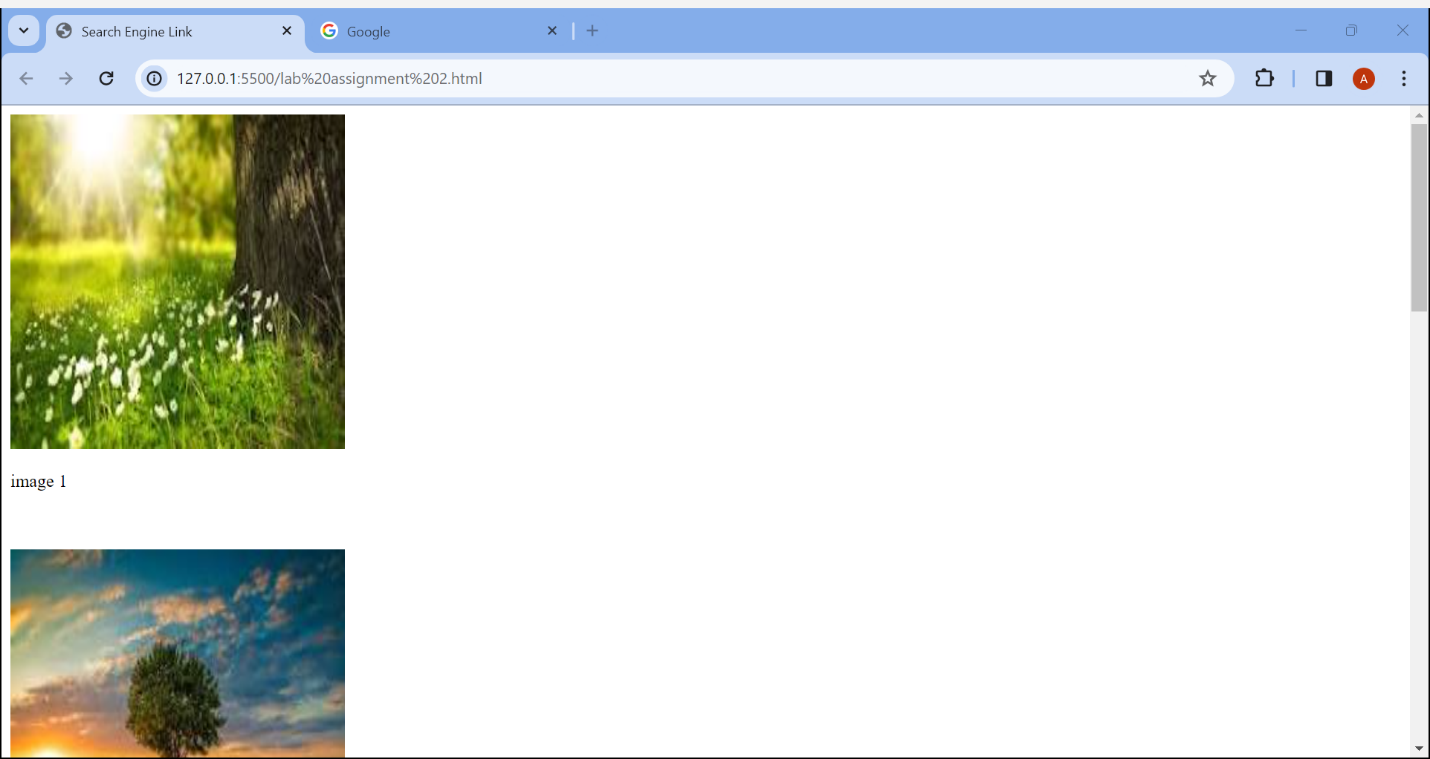 Search Engine Link
Google
127.0.0.1:5500/lab%20assignment%202.html
A
image 1